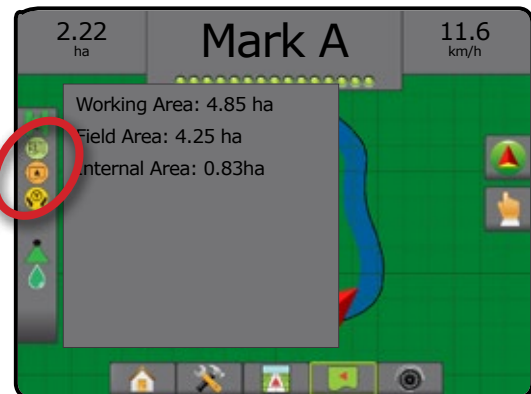 2.22
ha
Mark A
11.6
km/h
Working Area: 4.85 ha
Field Area: 4.25 ha
Internal Area: 0.83ha